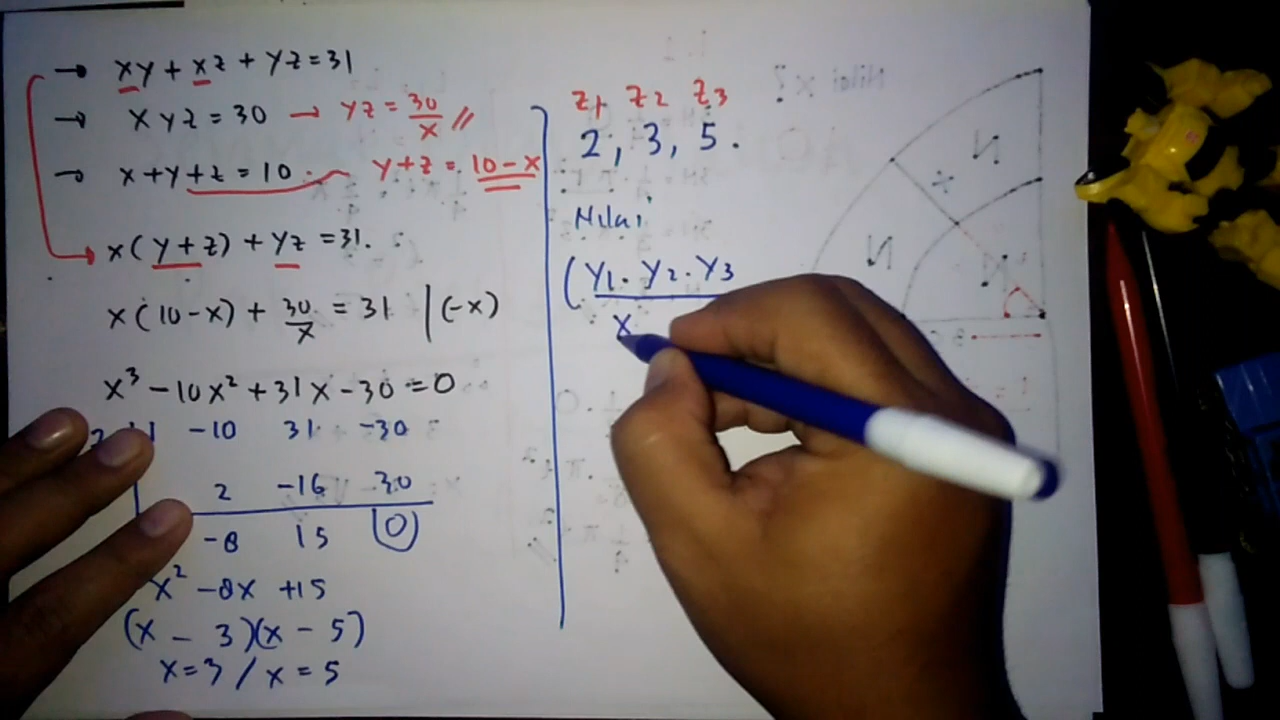 → xy + xz + yz = 31
→ xyz = 30 → yz = 30/x //
→ x + y + z = 10 y + z = 10 - x
x(y + z) + yz = 31.
x(10 - x) + 30/x = 31 | (-x)
x³ - 10x² + 31x - 30 = 0
-10 31 -30
2 -16 30
-8 15 0
x² - 8x + 15
(x - 3)(x - 5)
x = 3 / x = 5
z1 z2 z3
2, 3, 5.
Nilai
(y1 . y2 . y3
x
Nilai x ?